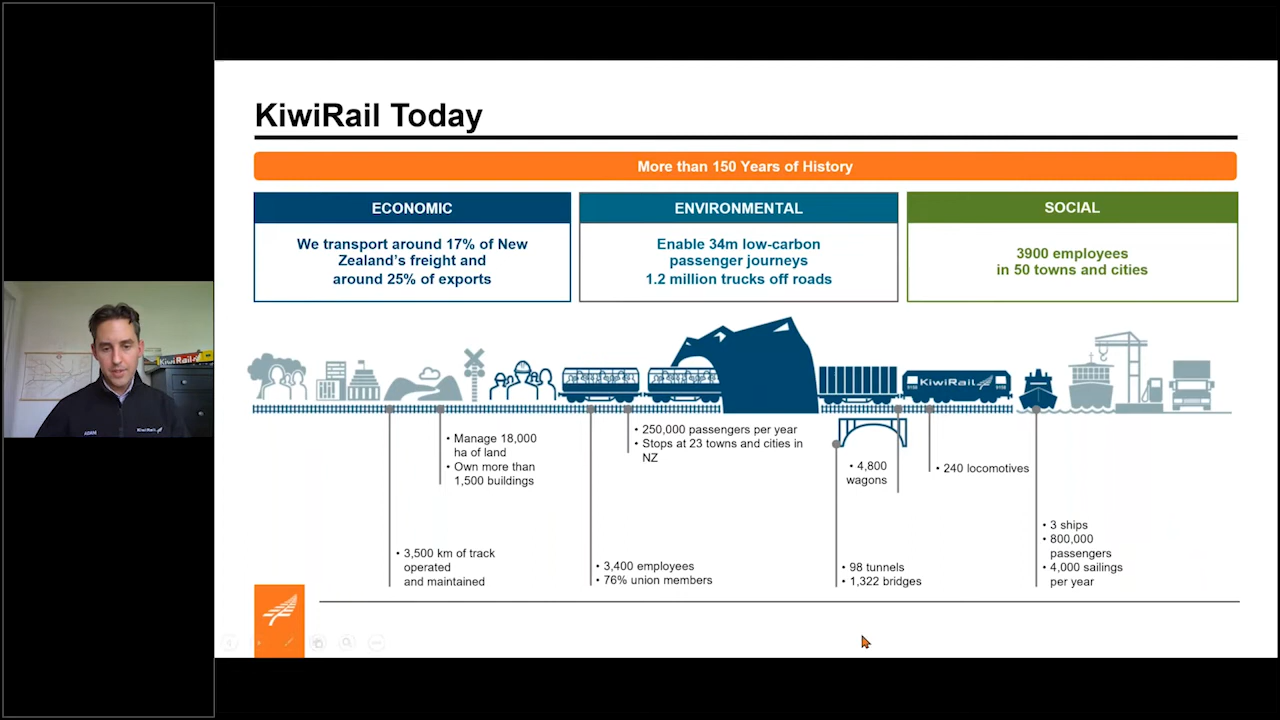 KiwiRail Today
More than 150 Years of History
ECONOMIC
We transport around 17% of New
Zealand's freight and
around 25% of exports
ENVIRONMENTAL
Enable 34m low-carbon
passenger journeys
1.2 million trucks off roads
SOCIAL
3900 employees
in 50 towns and cities
KiwiRail
• Manage 18,000
ha of land
• Own more than
1,500 buildings
• 250,000 passengers per year
• Stops at 23 towns and cities in
NZ
• 4,800
wagons
• 240 locomotives
• 3,500 km of track
operated
and maintained
• 3,400 employees
• 76% union members
• 98 tunnels
• 1,322 bridges
• 3 ships
• 800,000
passengers
• 4,000 sailings
per year
KiwiRail
ADAM
KiwiRail